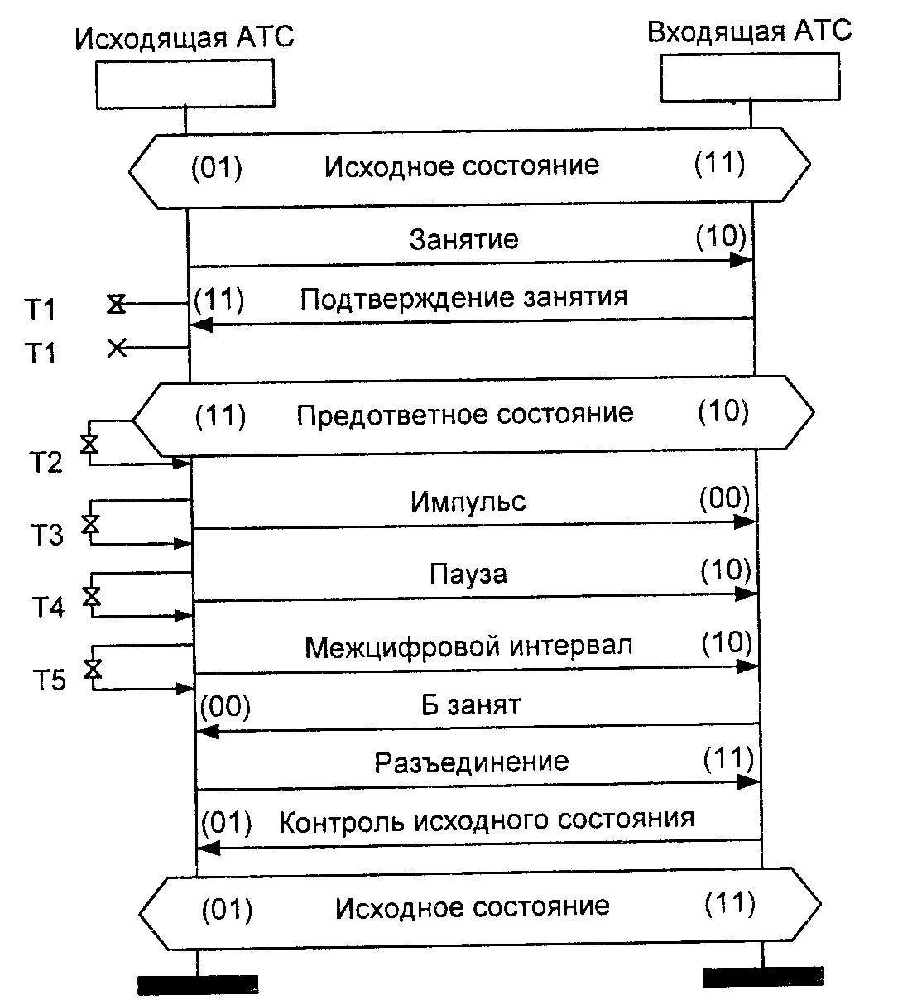 Исходящая АТС Входящая АТС
(01) Исходное состояние (11)
Занятие (10)
T1 (11) Подтверждение занятия
T1
(11) Предответное состояние (10)
T2
Импульс (00)
T3
Пауза (10)
T4
Межцифровой интервал (10)
T5
(00) Б занят
Разъединение (11)
(01) Контроль исходного состояния
(01) Исходное состояние (11)